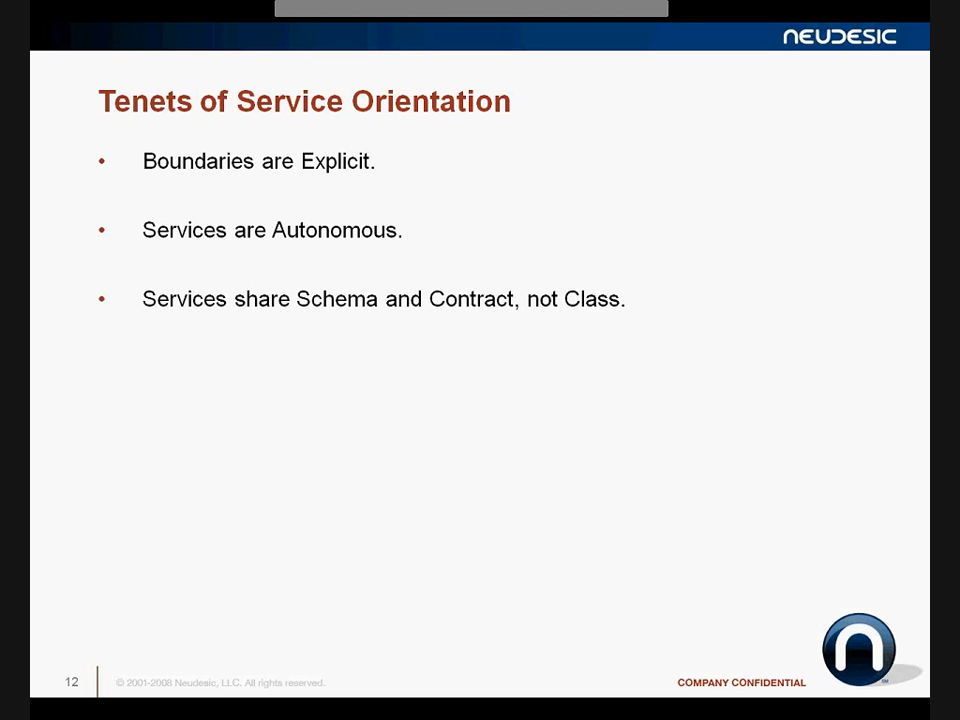 NEUDESIC
Tenets of Service Orientation
• Boundaries are Explicit.
• Services are Autonomous.
• Services share Schema and Contract, not Class.
12
© 2001-2008 Neudesic, LLC. All rights reserved.
COMPANY CONFIDENTIAL
n
SM